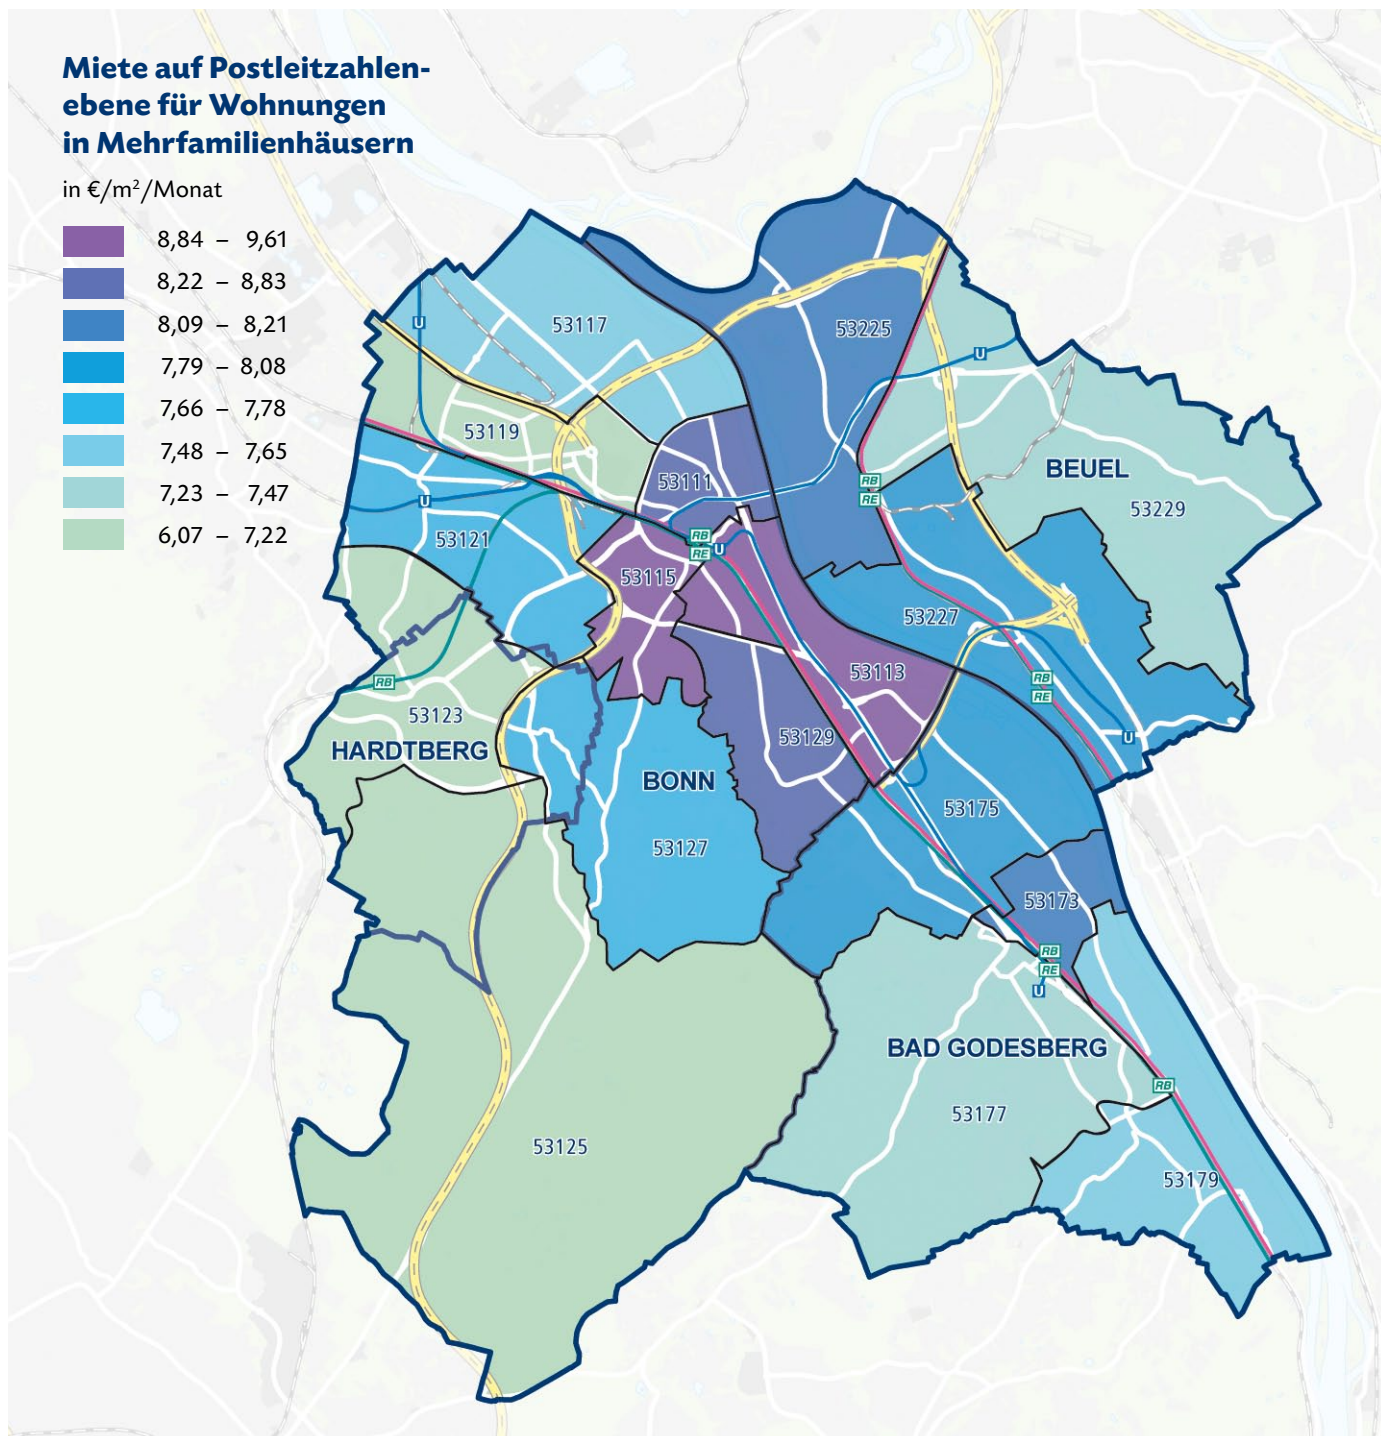 Miete auf Postleitzahlen-
ebene für Wohnungen
in Mehrfamilienhäusern
in €/m²/Monat
8,84 – 9,61
8,22 – 8,83
8,09 – 8,21
7,79 – 8,08
7,66 – 7,78
7,48 – 7,65
7,23 – 7,47
6,07 – 7,22
U
53117
53225
U
53119
BEUEL
53111
RB
RE
U
53229
53121
RB
RE
U
53115
53227
53113
RB
RB
RE
53123
53129
U
HARDTBERG
BONN
53175
53127
53173
RB
RE
U
BAD GODESBERG
RB
53177
53125
53179